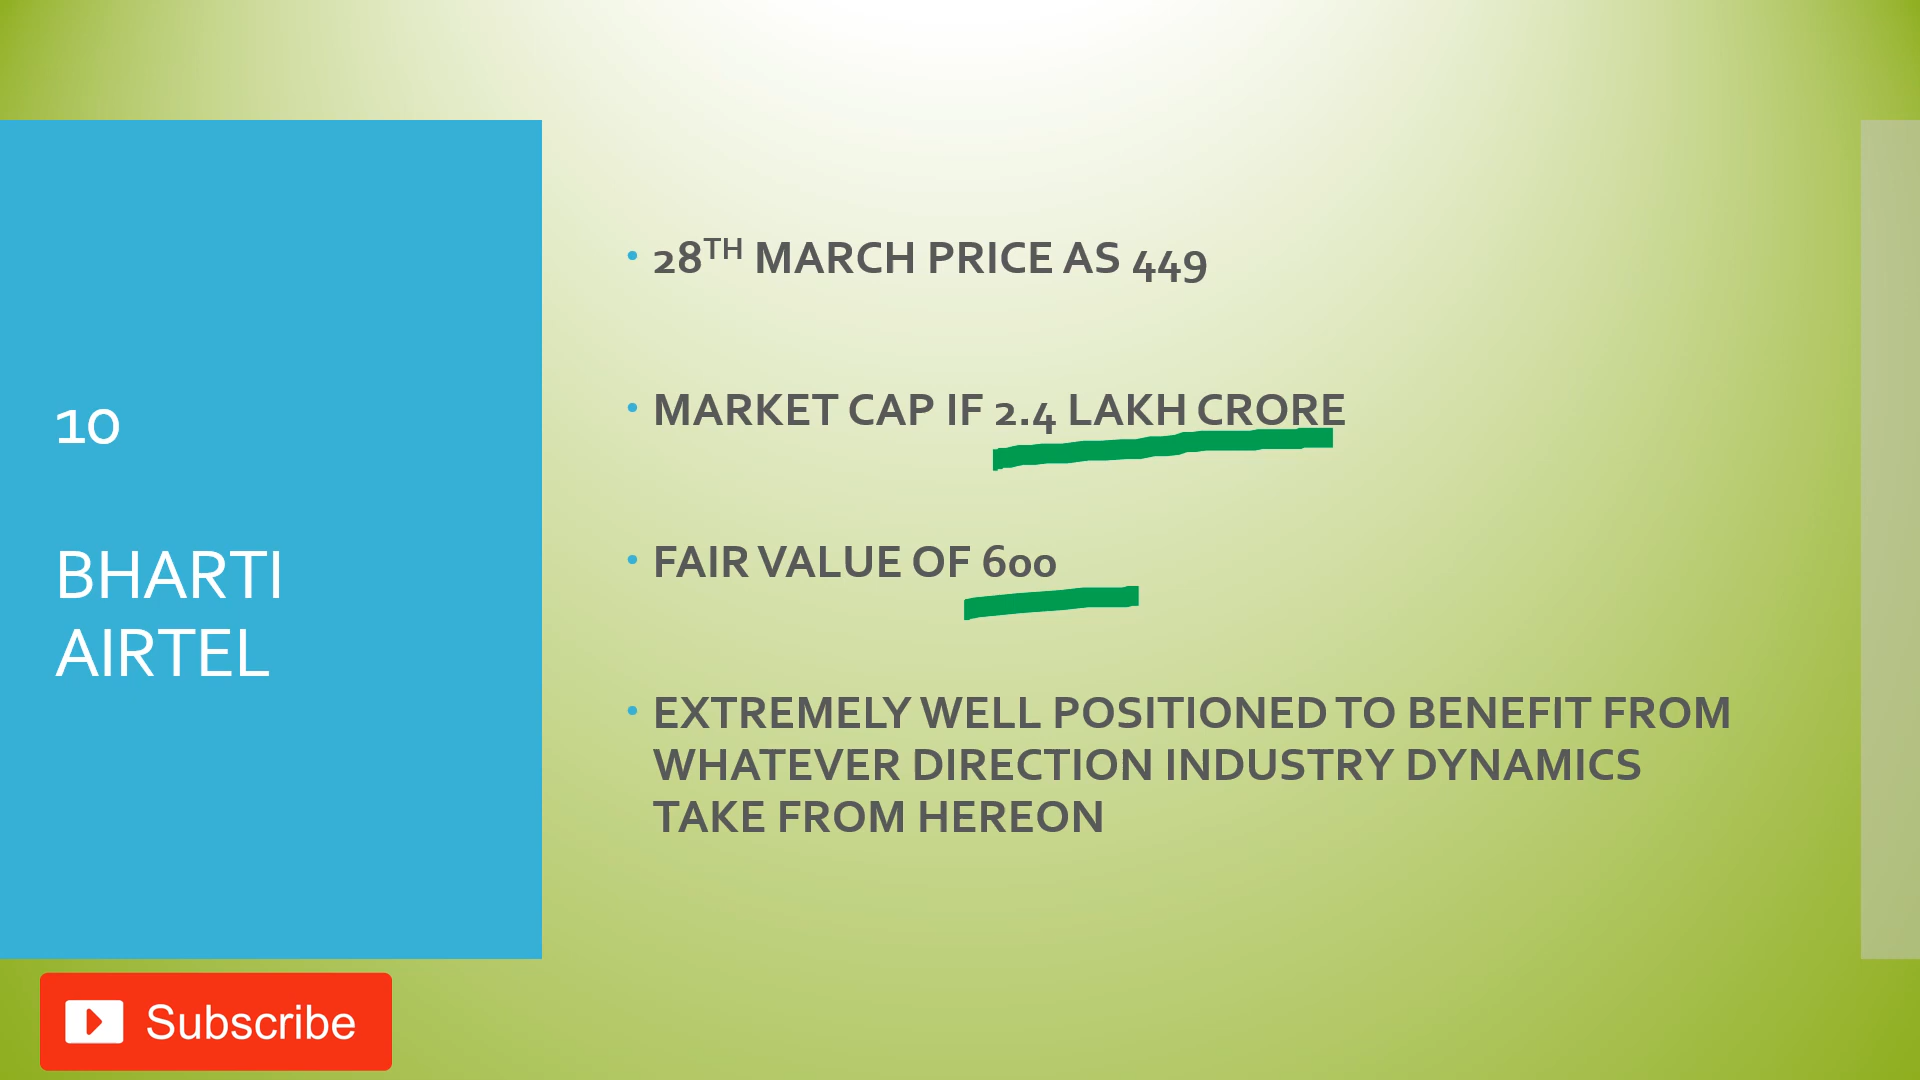 10
BHARTI
AIRTEL
• 28TH MARCH PRICE AS 449
• MARKET CAP IF 2.4 LAKH CRORE
• FAIR VALUE OF 600
• EXTREMELY WELL POSITIONED TO BENEFIT FROM
WHATEVER DIRECTION INDUSTRY DYNAMICS
TAKE FROM HEREON
Subscribe